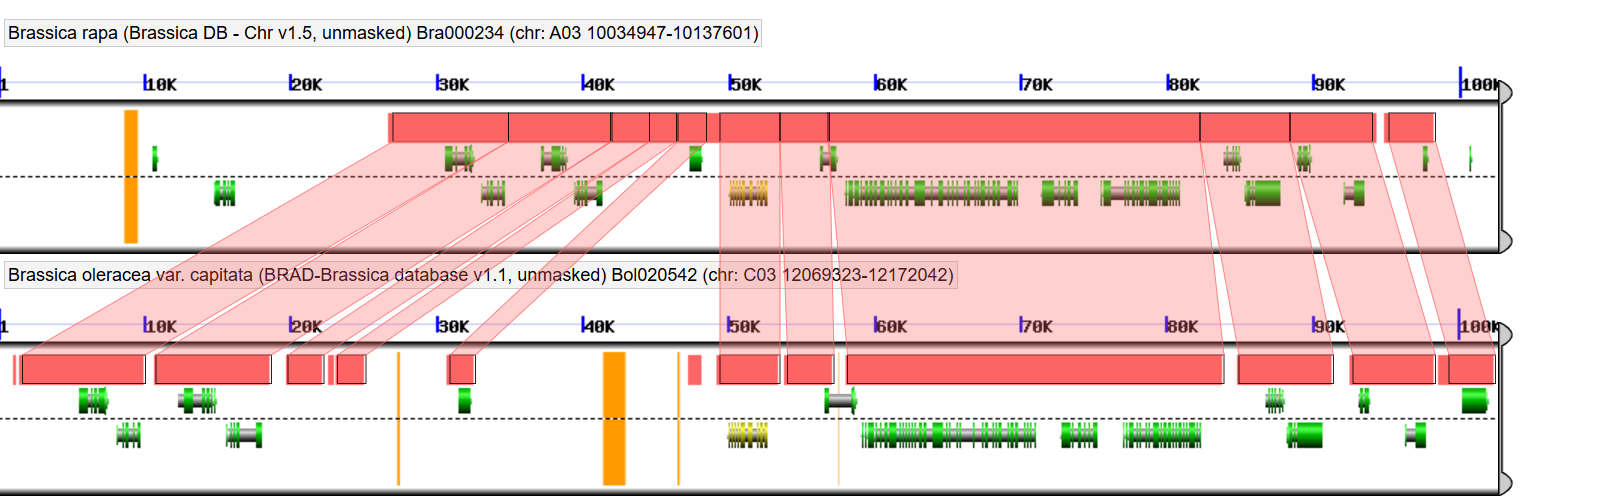 Brassica rapa (Brassica DB - Chr v1.5, unmasked) Bra000234 (chr: A03 10034947-10137601)
1 10K 20K 30K 40K 50K 60K 70K 80K 90K 100K
Brassica oleracea var. capitata (BRAD-Brassica database v1.1, unmasked) Bol020542 (chr: C03 12069323-12172042)
1 10K 20K 30K 40K 50K 60K 70K 80K 90K 100K